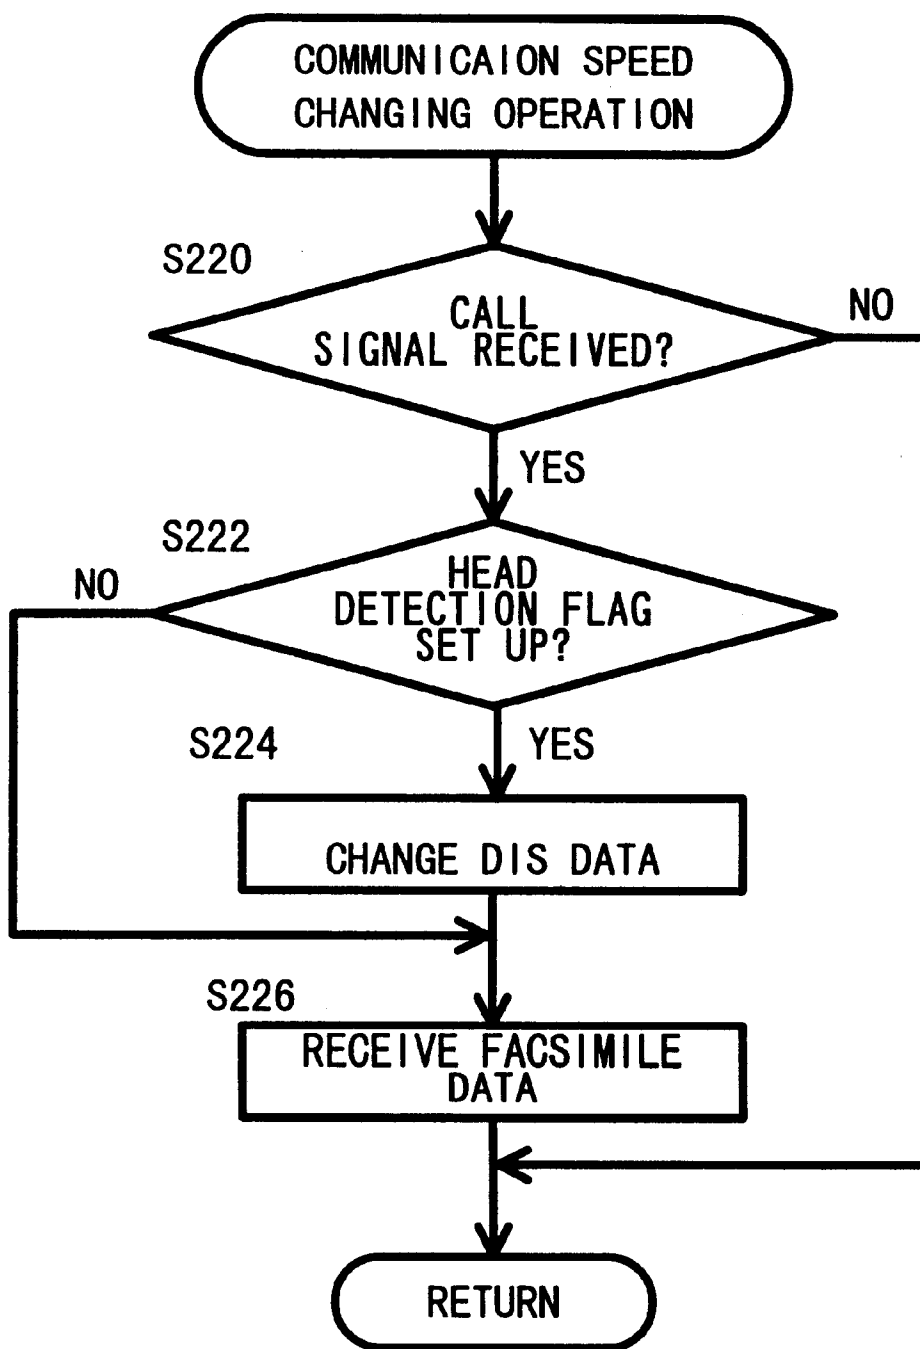 COMMUNICAION SPEED
CHANGING OPERATION
S220
CALL
SIGNAL RECEIVED?
NO
YES
S222
HEAD
DETECTION FLAG
SET UP?
NO
YES
S224
CHANGE DIS DATA
S226
RECEIVE FACSIMILE
DATA
RETURN